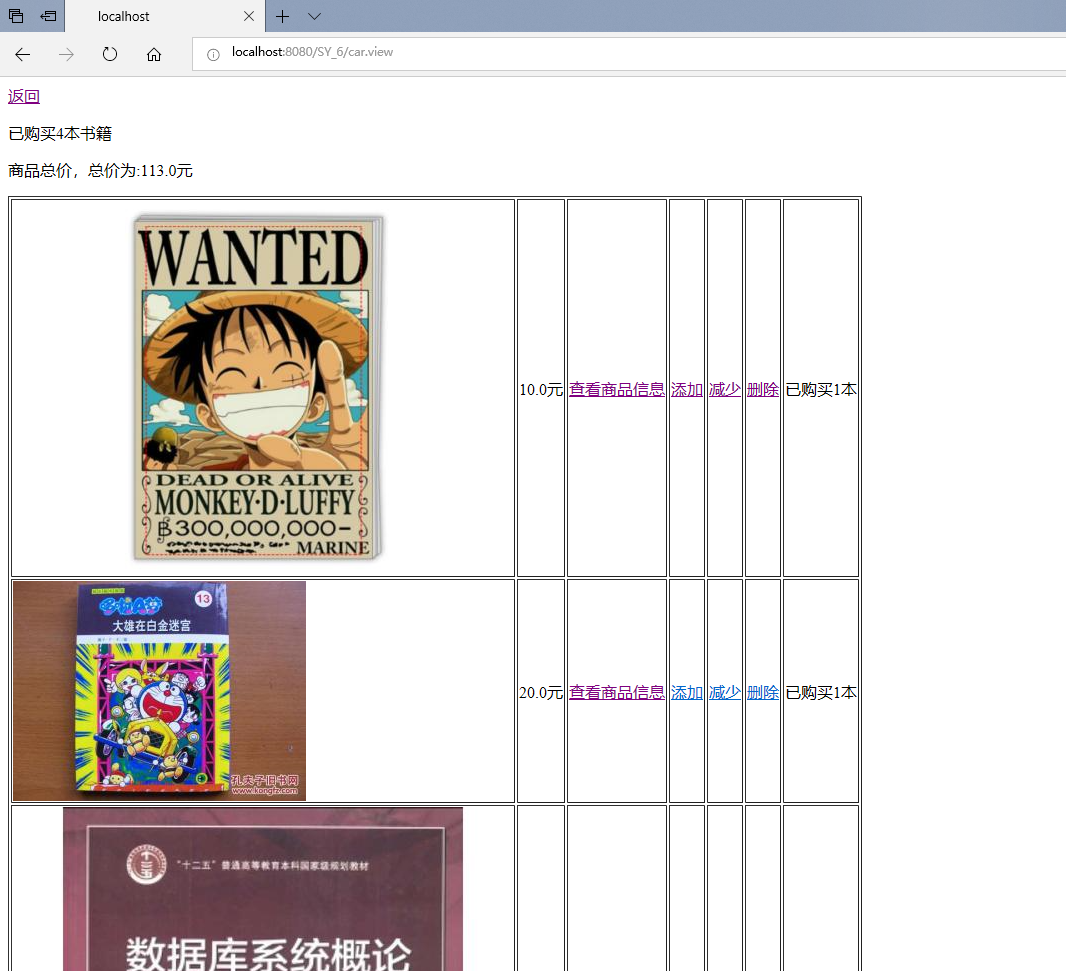 localhost
localhost:8080/SY_6/car.view
返回
已购买4本书籍
商品总价，总价为:113.0元
WANTED
DEAD OR ALIVE
MONKEY·D·LUFFY
฿300,000,000-
MARINE
10.0元 查看商品信息 添加 减少 删除 已购买1本
哆啦A梦
13
大雄在白金迷宫
孔夫子旧书网
www.kongfz.com
20.0元 查看商品信息 添加 减少 删除 已购买1本
"十二五"普通高等教育本科国家级规划教材
数据库系统概论